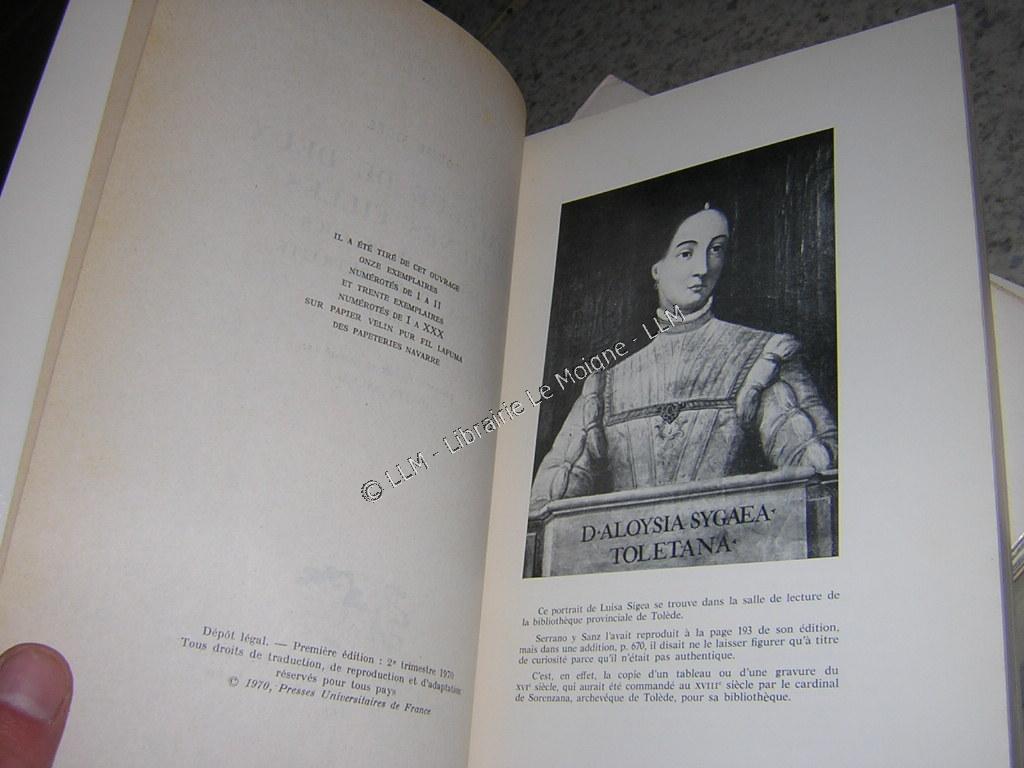 IL A ÉTÉ TIRÉ DE CET OUVRAGE
ONZE EXEMPLAIRES
NUMÉROTÉS DE 1 A 11
ET TRENTE EXEMPLAIRES
NUMÉROTÉS DE I A XXX
SUR PAPIER VELIN PUR FIL LAFUMA
DES PAPETERIES NAVARRE
Dépôt légal. — Première édition : 2e trimestre 1970
Tous droits de traduction, de reproduction et d'adaptation
réservés pour tous pays
© 1970, Presses Universitaires de France
© LLM - Librairie Le Moigne - LLM
D·ALOYSIA·SYGAEA·
TOLETANA·
Ce portrait de Luisa Sigea se trouve dans la salle de lecture de
la bibliothèque provinciale de Tolède.
Serrano y Sanz l'avait reproduit à la page 193 de son édition,
mais dans une addition, p. 670, il disait ne le laisser figurer qu'à titre
de curiosité parce qu'il n'était pas authentique.
C'est, en effet, la copie d'un tableau ou d'une gravure du
XVIe siècle, qui aurait été commandé au XVIIIe siècle par le cardinal
de Sorenzana, archevêque de Tolède, pour sa bibliothèque.